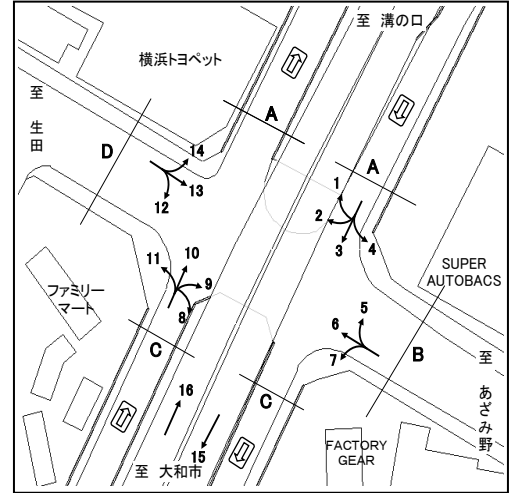 至 溝の口
横浜トヨペット
至 生田
A
D
14
13
12
A
1
2
3
4
SUPER
AUTOBACS
11
10
9
8
ファミリー
マート
5
6
7
B
至 あざみ野
C
C
16
15
FACTORY
GEAR
至 大和市